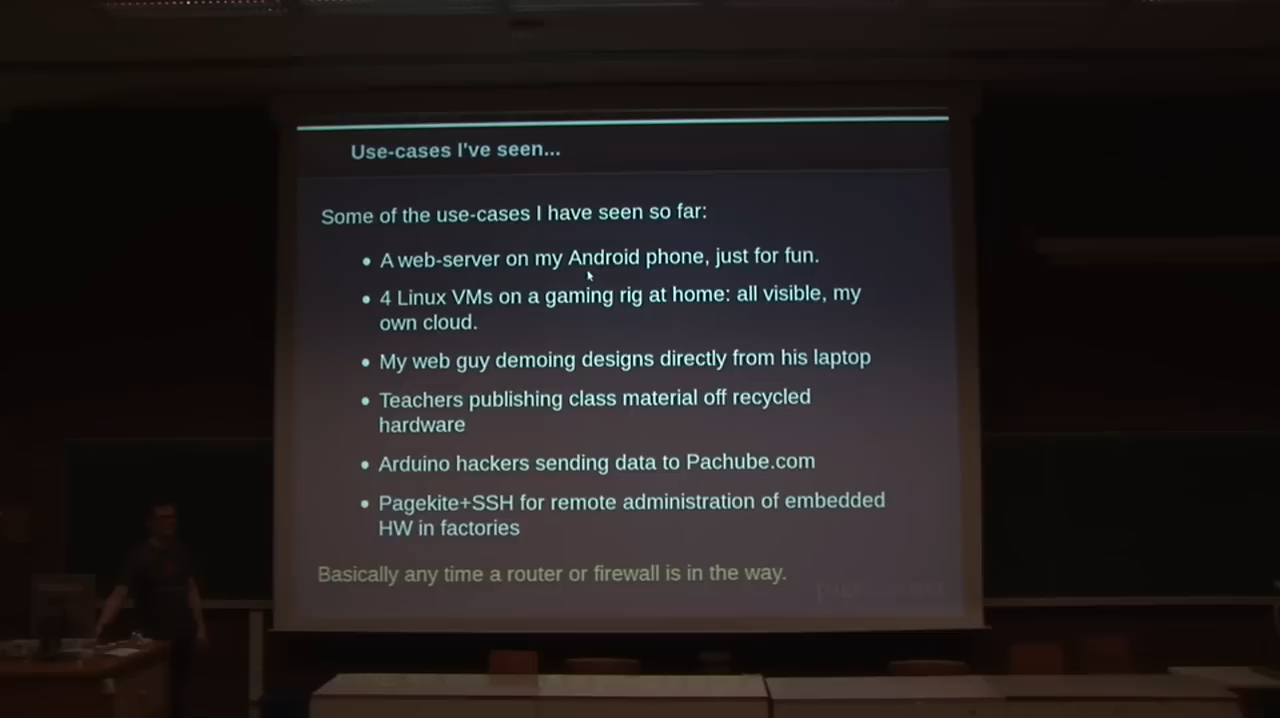 Use-cases I've seen...
Some of the use-cases I have seen so far:
• A web-server on my Android phone, just for fun.
• 4 Linux VMs on a gaming rig at home: all visible, my
own cloud.
• My web guy demoing designs directly from his laptop
• Teachers publishing class material off recycled
hardware
• Arduino hackers sending data to Pachube.com
• Pagekite+SSH for remote administration of embedded
HW in factories
Basically any time a router or firewall is in the way.